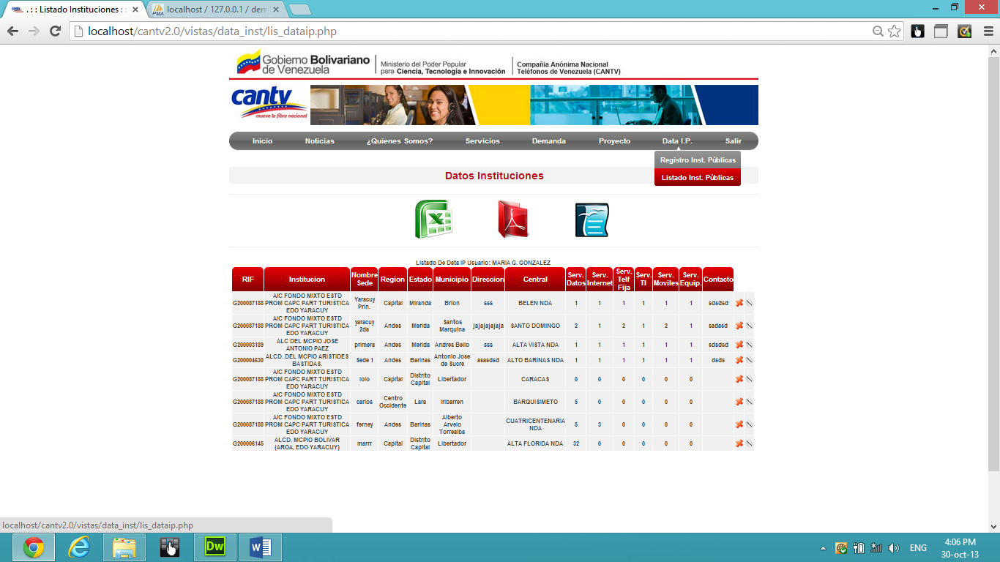 . : : Listado Instituciones : :
localhost / 127.0.0.1 / dem
localhost/cantv2.0/vistas/data_inst/lis_dataip.php
Gobierno Bolivariano de Venezuela
Ministerio del Poder Popular para Ciencia, Tecnología e Innovación
Compañía Anónima Nacional Teléfonos de Venezuela (CANTV)
cantv
mueve la fibra nacional
Inicio Noticias ¿Quienes Somos? Servicios Demanda Proyecto Data I.P. Salir
Registro Inst. Públicas
Listado Inst. Públicas
Datos Instituciones
Listado De Data IP Usuario: MARIA G. GONZALEZ
RIF Institucion Nombre Sede Region Estado Municipio Direccion Central Serv. Datos Serv. Internet Serv. Telf Fija Serv. TI Serv. Moviles Serv. Equip. Contacto
G200087188 A/C FONDO MIXTO ESTD PROM CAPC PART TURISTICA EDO YARACUY Yaracuy Prin. Capital Miranda Brion sss BELEN NDA 1 1 1 1 1 1 sdsdsd
G200087188 A/C FONDO MIXTO ESTD PROM CAPC PART TURISTICA EDO YARACUY yaracuy 2da Andes Merida Santos Marquina jajajajajaja SANTO DOMINGO 2 1 2 1 2 1 sadasd
G200003189 ALC DEL MCPIO JOSE ANTONIO PAEZ primera Andes Merida Andres Bello sss ALTA VISTA NDA 1 1 1 1 1 1 sdsdsd
G200004630 ALCD. DEL MCPIO ARISTIDES BASTIDAS. Sede 1 Andes Barinas Antonio Jose de Sucre asasdsd ALTO BARINAS NDA 1 1 1 1 1 1 dsds
G200087188 A/C FONDO MIXTO ESTD PROM CAPC PART TURISTICA EDO YARACUY Capital Distrito Capital Libertador CARACAS 0 0 0 0 0 0
G200087188 A/C FONDO MIXTO ESTD PROM CAPC PART TURISTICA EDO YARACUY carlos Centro Occidente Lara Iribarren BARQUISIMETO 5 0 0 0 0 0
G200087188 A/C FONDO MIXTO ESTD PROM CAPC PART TURISTICA EDO YARACUY ferney Andes Barinas Alberto Arvelo Torrealba CUATRICENTENARIA NDA 5 3 0 0 0 0
G200006145 ALCD. MCPIO BOLIVAR (AROA, EDO YARACUY) marrr Capital Distrito Capital Libertador ALTA FLORIDA NDA 32 0 0 0 0 0
localhost/cantv2.0/vistas/data_inst/lis_dataip.php
ENG
4:06 PM
30-oct-13